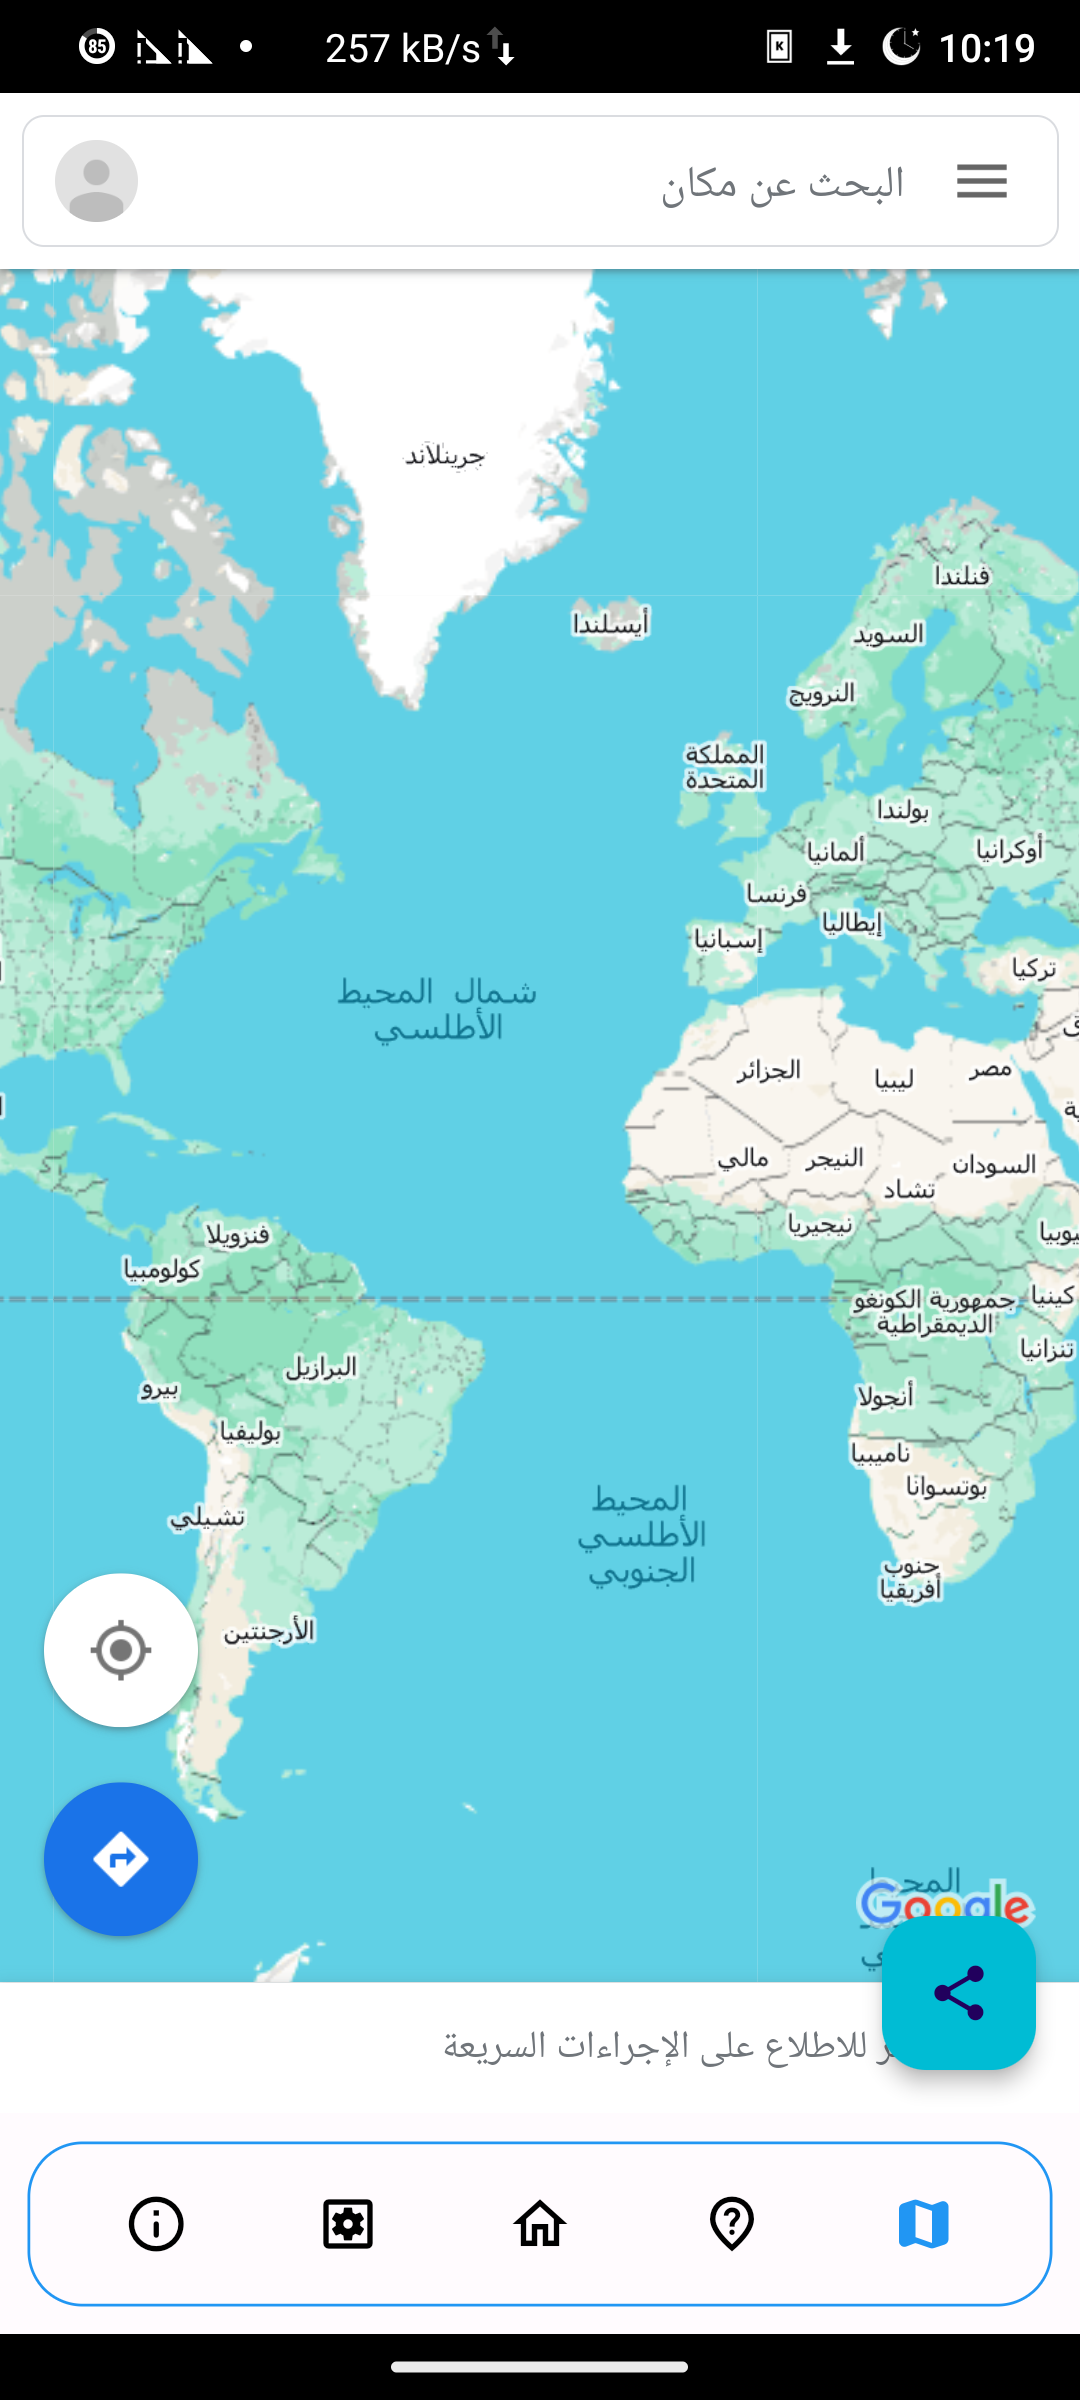 85
257 kB/s
K
10:19
البحث عن مكان
جرينلاند
فنلندا
أيسلندا
السويد
النرويج
المملكة
المتحدة
بولندا
ألمانيا
أوكرانيا
فرنسا
إيطاليا
إسبانيا
تركيا
شمال المحيط
الأطلسي
الجزائر
ليبيا
مصر
مالي
النيجر
السودان
تشاد
نيجيريا
فنزويلا
كولومبيا
كينيا
جمهورية الكونغو
الديمقراطية
تنزانيا
البرازيل
بيرو
أنجولا
بوليفيا
ناميبيا
بوتسوانا
المحيط
الأطلسي
الجنوبي
تشيلي
جنوب
أفريقيا
الأرجنتين
Google
للاطلاع على الإجراءات السريعة